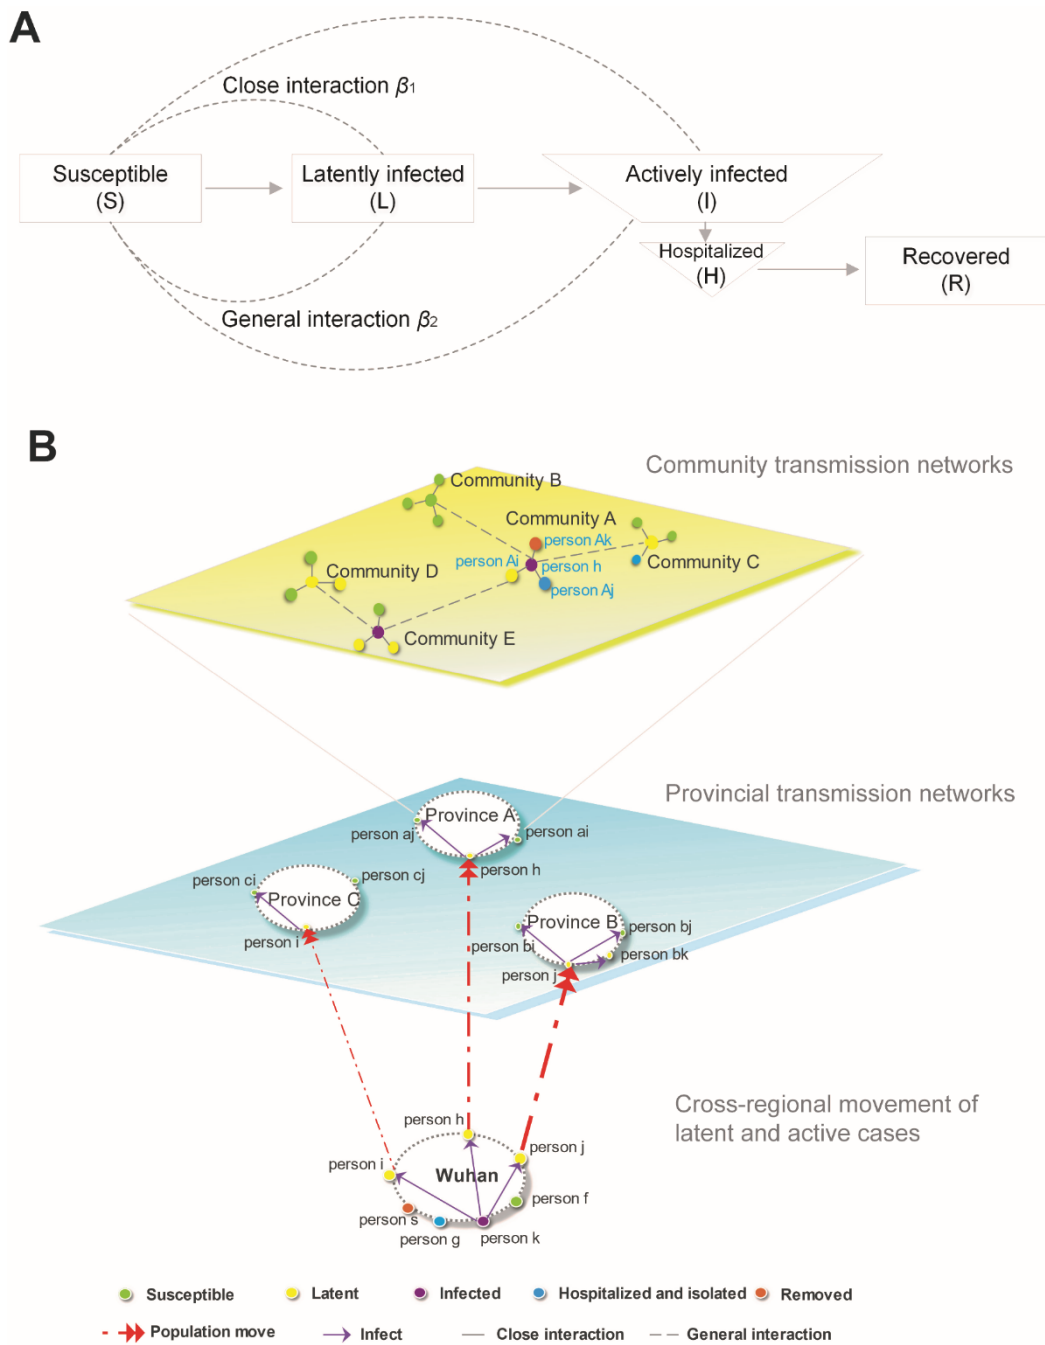 A
Close interaction β1
Susceptible
(S)
Latently infected
(L)
Actively infected
(I)
Hospitalized
(H)
Recovered
(R)
General interaction β2
B
Community transmission networks
Community B
Community A
person Ak
person Ai
person h
person Aj
Community C
Community D
Community E
Provincial transmission networks
Province A
person aj
person ai
person h
person ci
person cj
Province C
person i
Province B
person bi
person bj
person bk
person j
Cross-regional movement of
latent and active cases
person h
person j
person i
Wuhan
person f
person s
person g
person k
Susceptible
Latent
Infected
Hospitalized and isolated
Removed
Population move
Infect
Close interaction
General interaction